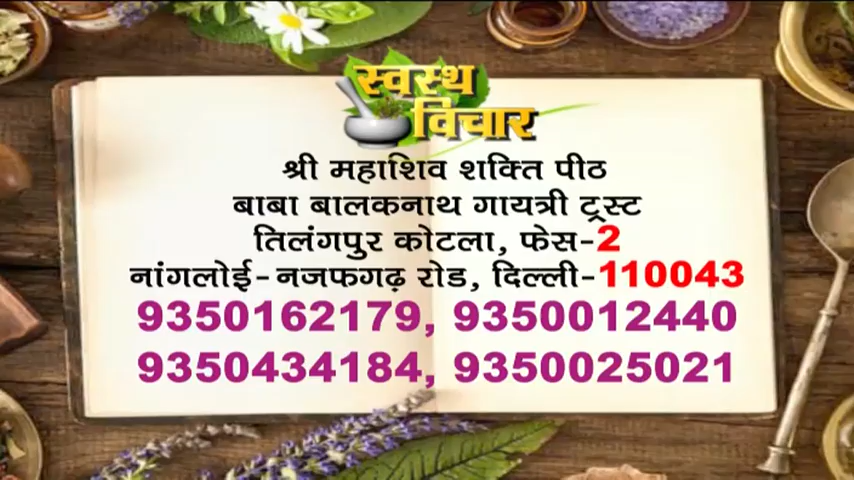 स्वस्थ
विचार
श्री महाशिव शक्ति पीठ
बाबा बालकनाथ गायत्री ट्रस्ट
तिलंगपुर कोटला, फेस-2
नांगलोई-नजफगढ़ रोड, दिल्ली-110043
9350162179, 9350012440
9350434184, 9350025021